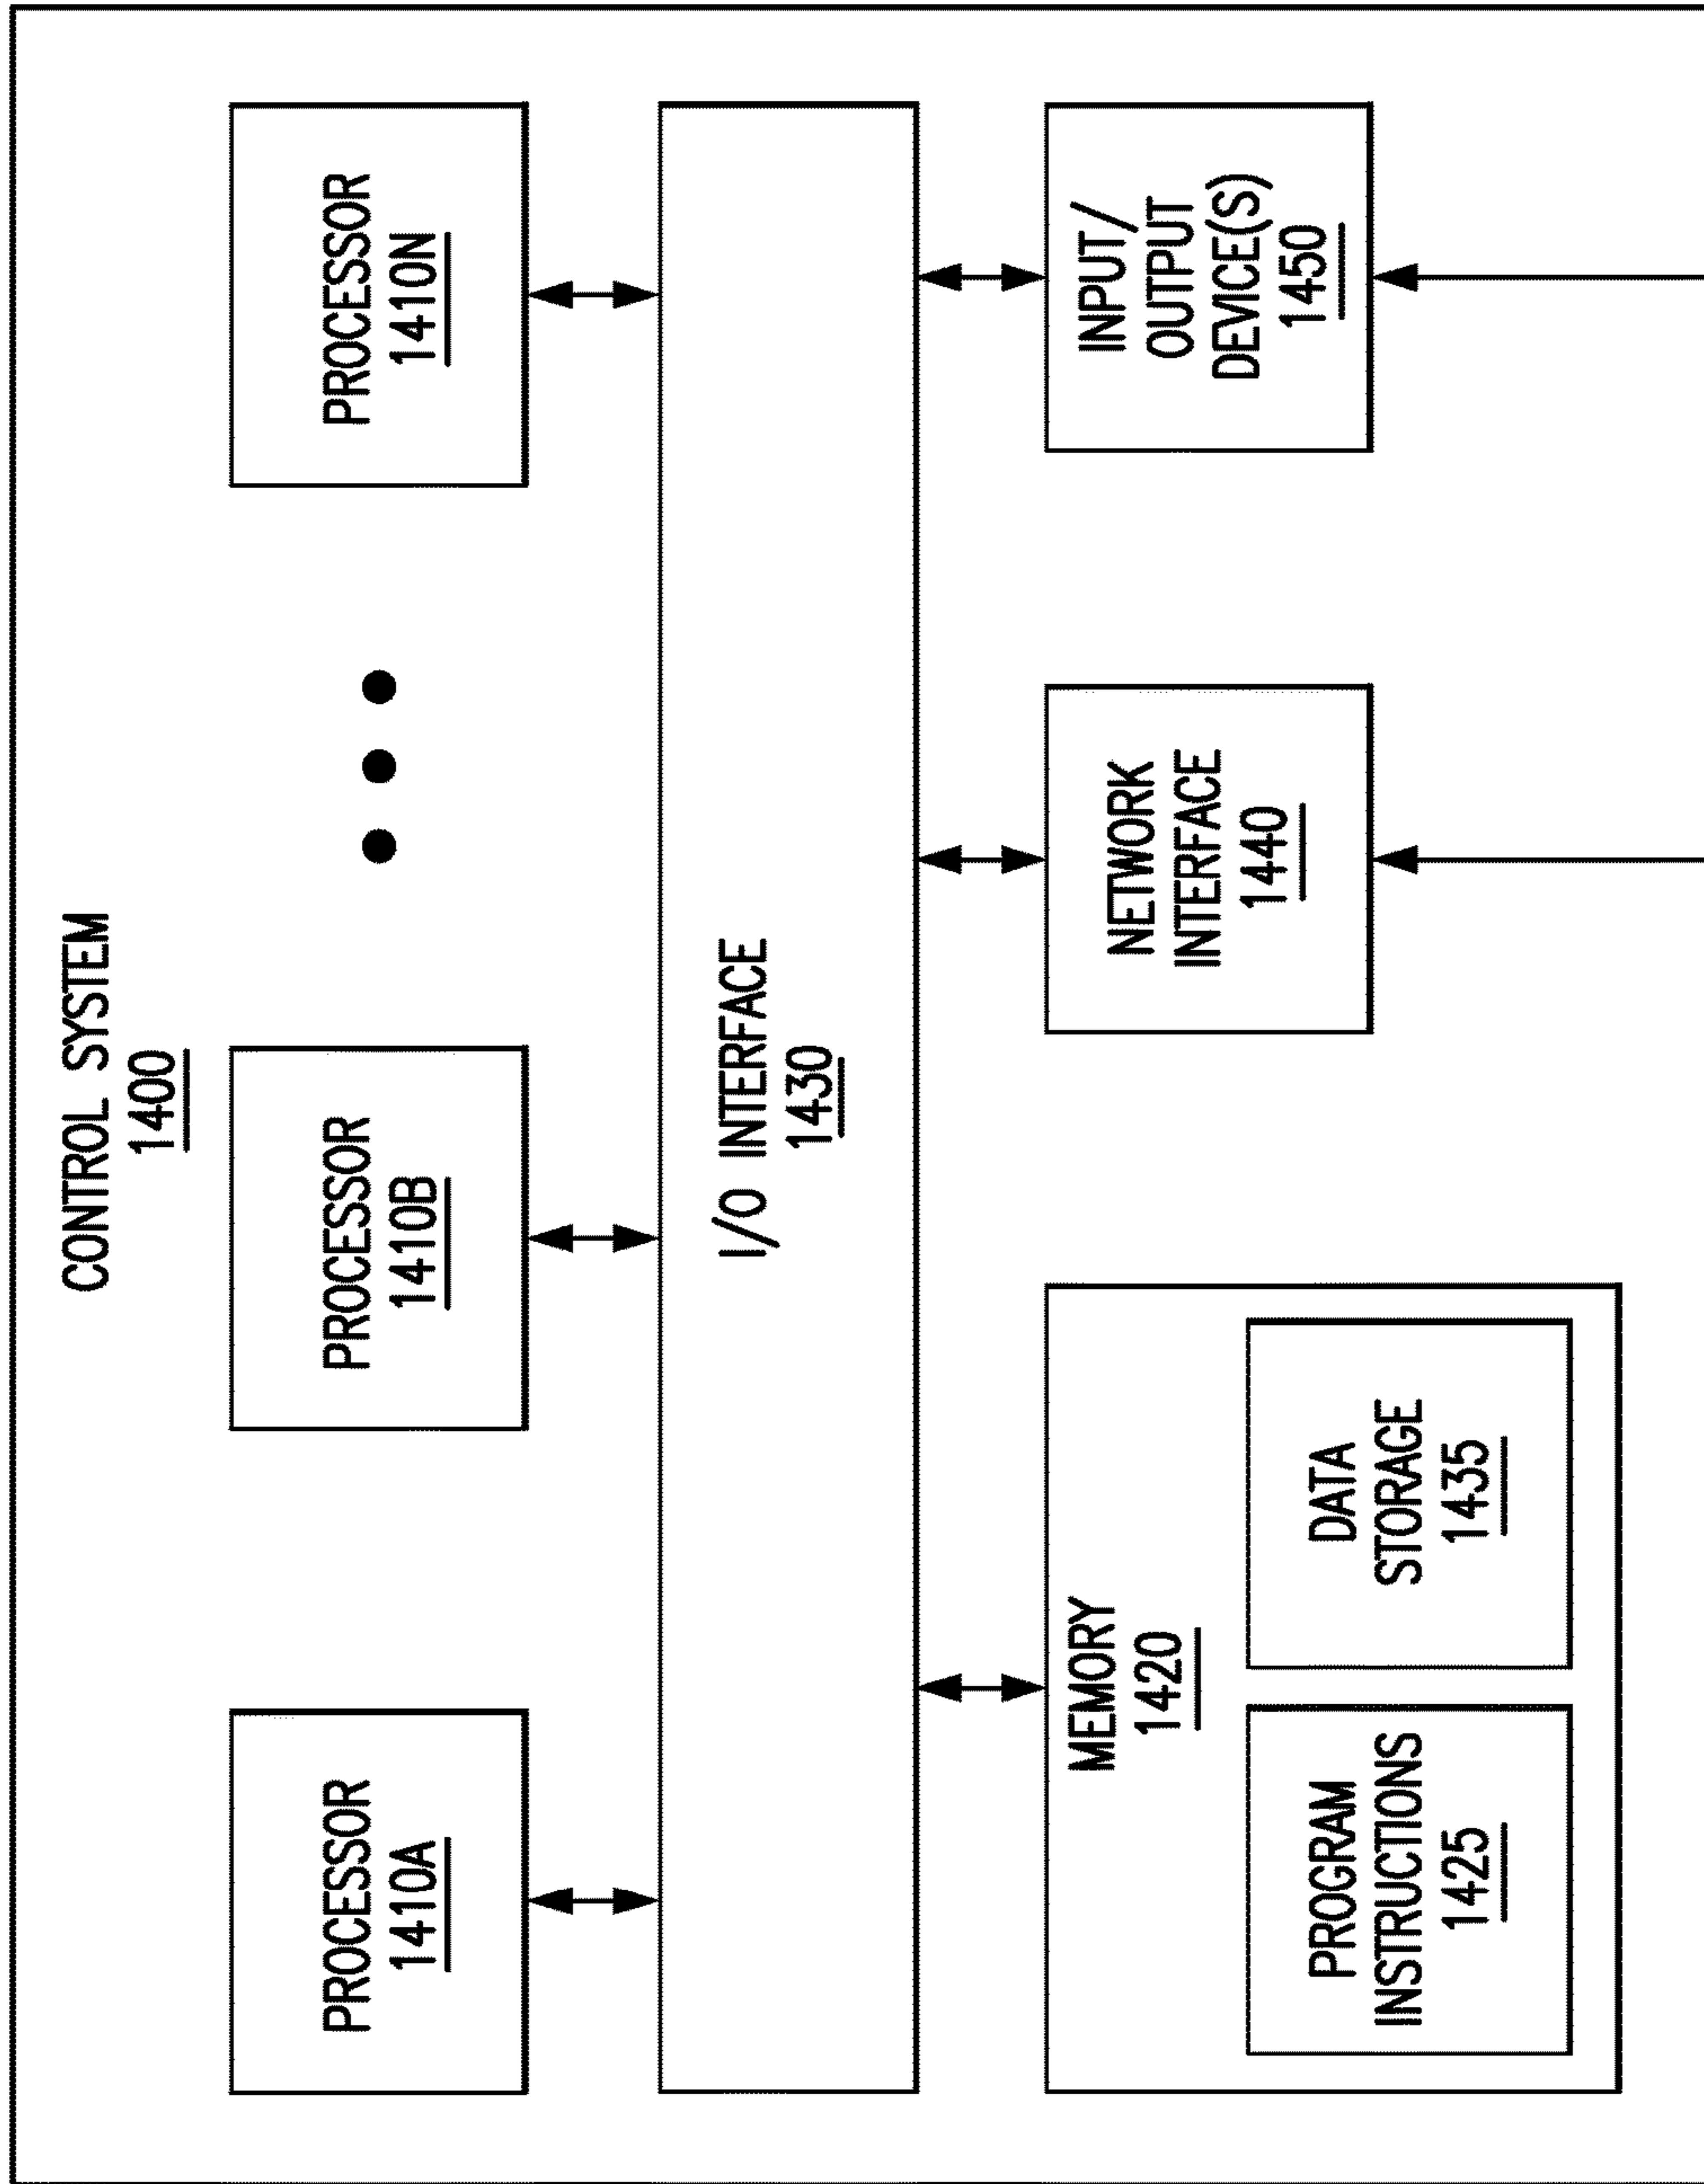 CONTROL SYSTEM
1400
PROCESSOR
1410A
PROCESSOR
1410B
PROCESSOR
1410N
I/O INTERFACE
1430
MEMORY
1420
PROGRAM
INSTRUCTIONS
1425
DATA
STORAGE
1435
NETWORK
INTERFACE
1440
INPUT/
OUTPUT
DEVICE(S)
1450